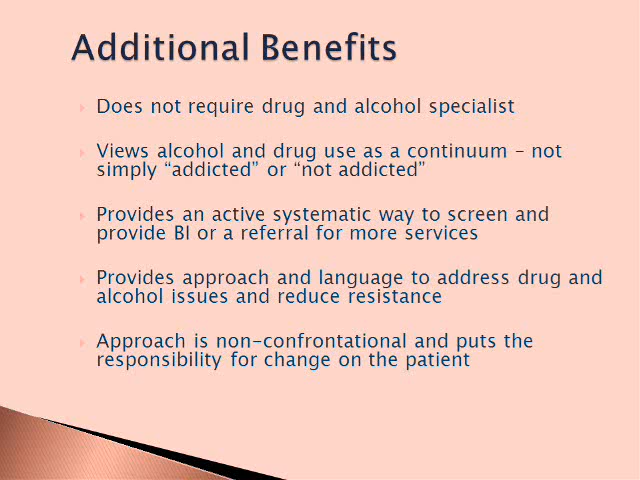 Additional Benefits
Does not require drug and alcohol specialist
Views alcohol and drug use as a continuum – not
simply “addicted” or “not addicted”
Provides an active systematic way to screen and
provide BI or a referral for more services
Provides approach and language to address drug and
alcohol issues and reduce resistance
Approach is non-confrontational and puts the
responsibility for change on the patient